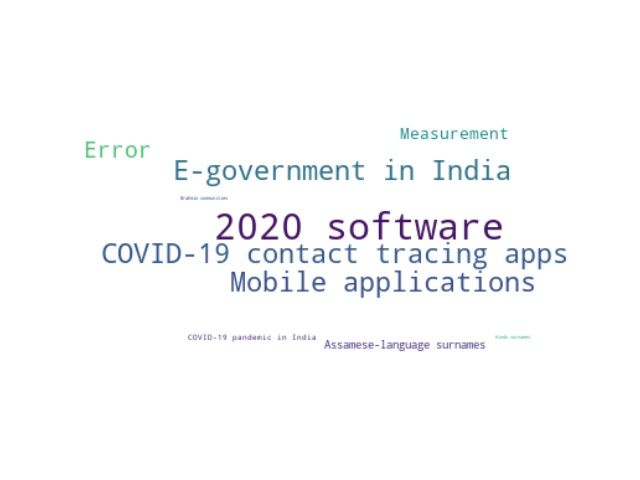 Measurement
Error
E-government in India
Brahmin communities
2020 software
COVID-19 contact tracing apps
Mobile applications
COVID-19 pandemic in India
Hindu surnames
Assamese-language surnames